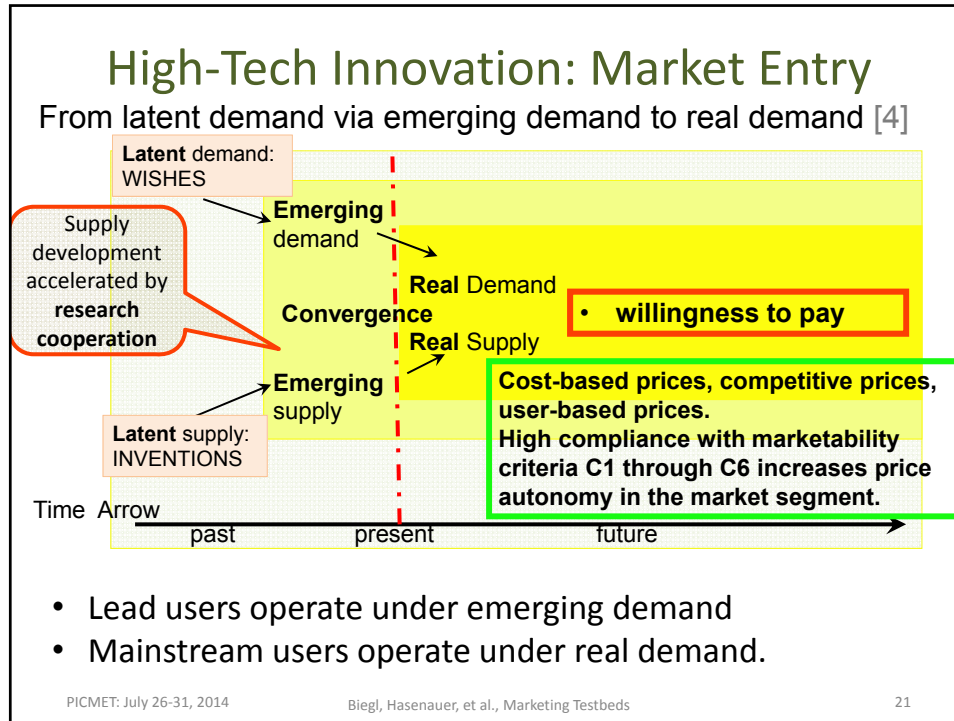 High-Tech Innovation: Market Entry
From latent demand via emerging demand to real demand [4]
Latent demand:
WISHES
Supply
development
accelerated by
research
cooperation
Emerging
demand
Convergence
Emerging
supply
Latent supply:
INVENTIONS
Real Demand
Real Supply
• willingness to pay
Cost-based prices, competitive prices,
user-based prices.
High compliance with marketability
criteria C1 through C6 increases price
autonomy in the market segment.
Time Arrow
past present future
• Lead users operate under emerging demand
• Mainstream users operate under real demand.
PICMET: July 26-31, 2014 Biegl, Hasenauer, et al., Marketing Testbeds 21